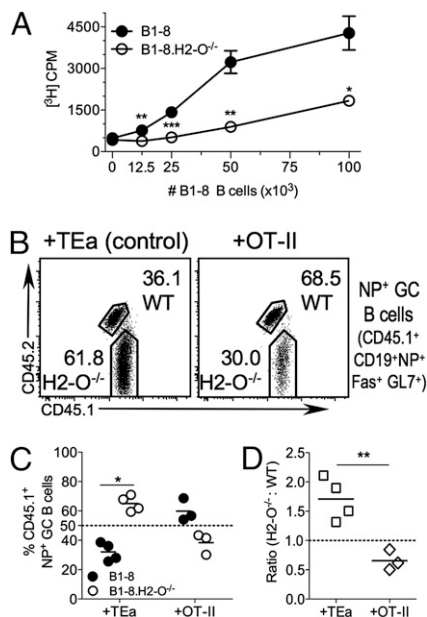 A
B1-8
B1-8.H2-O-/-
[3H] CPM
4500
3500
2500
1500
500
**
***
**
*
0
12.5
25
50
75
100
# B1-8 B cells (x10³)
B
+TEa (control)
+OT-II
36.1
WT
61.8
H2-O-/-
68.5
WT
30.0
H2-O-/-
CD45.2
CD45.1
NP+ GC
B cells
(CD45.1+
CD19+NP+
Fas+ GL7+)
C
% CD45.1+
NP+ GC B cells
100
80
60
50
40
20
0
*
B1-8
B1-8.H2-O-/-
+TEa
+OT-II
D
Ratio (H2-O-/-: WT)
2.5
2.0
1.5
1.0
0.5
0.0
**
+TEa
+OT-II